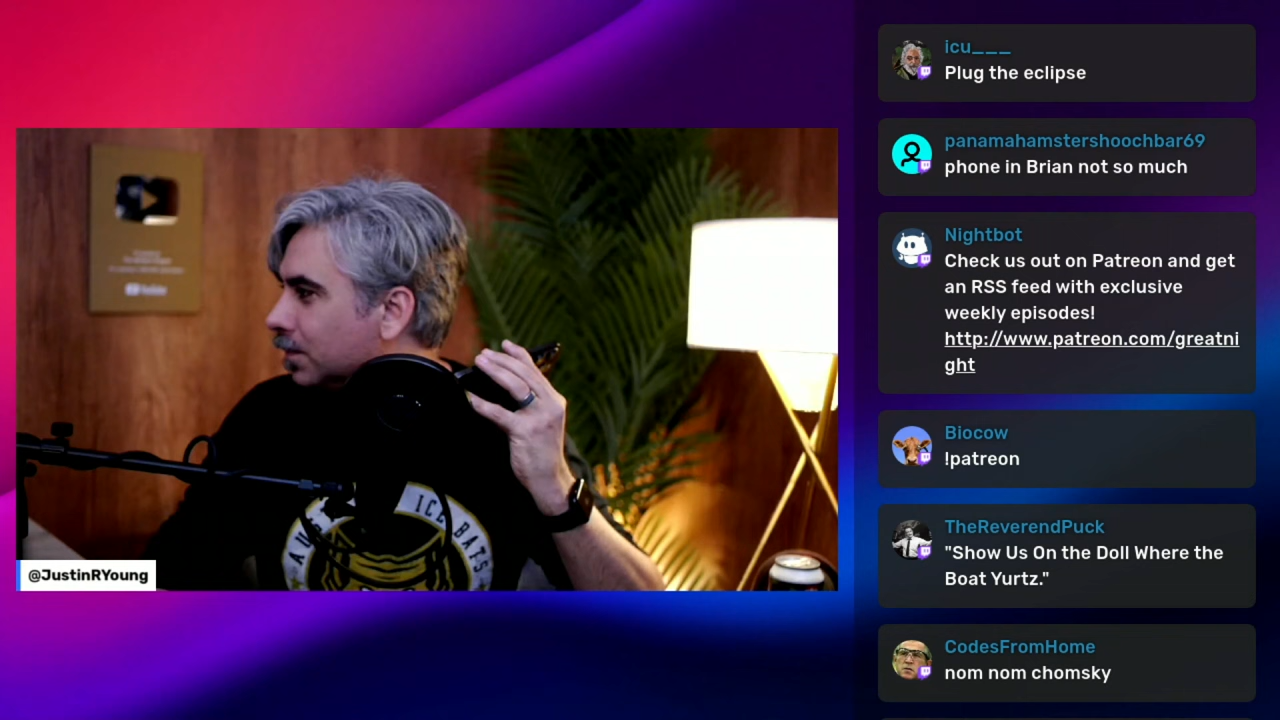 icu___
Plug the eclipse
panamahamstershoochbar69
phone in Brian not so much
Nightbot
Check us out on Patreon and get
an RSS feed with exclusive
weekly episodes!
http://www.patreon.com/greatni
ght
Biocow
!patreon
TheReverendPuck
"Show Us On the Doll Where the
Boat Yurtz."
CodesFromHome
nom nom chomsky
ICE BATS
@JustinRYoung